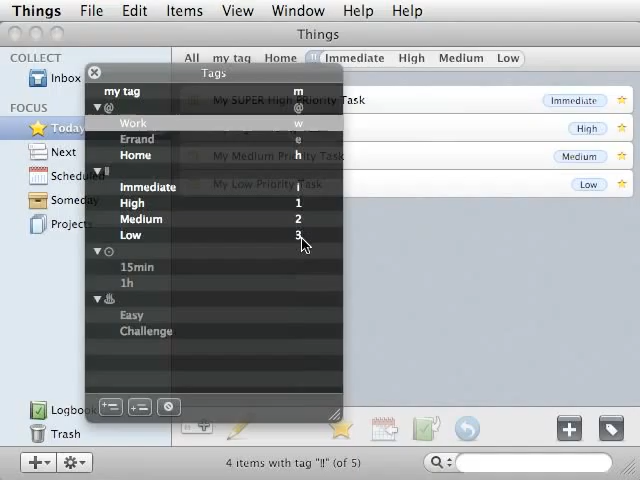 Things File Edit Items View Window Help Help
Things
COLLECT
Inbox
FOCUS
Today
Next
Scheduled
Someday
Projects
Logbook
Trash
All my tag Home !! Immediate High Medium Low
Tags
my tag m
@ @
Work w
Errand e
Home h
!!
Immediate i
High 1
Medium 2
Low 3
15min
1h
Easy
Challenge
My SUPER High Priority Task Immediate
High
My Medium Priority Task Medium
My Low Priority Task Low
4 items with tag "!!" (of 5)